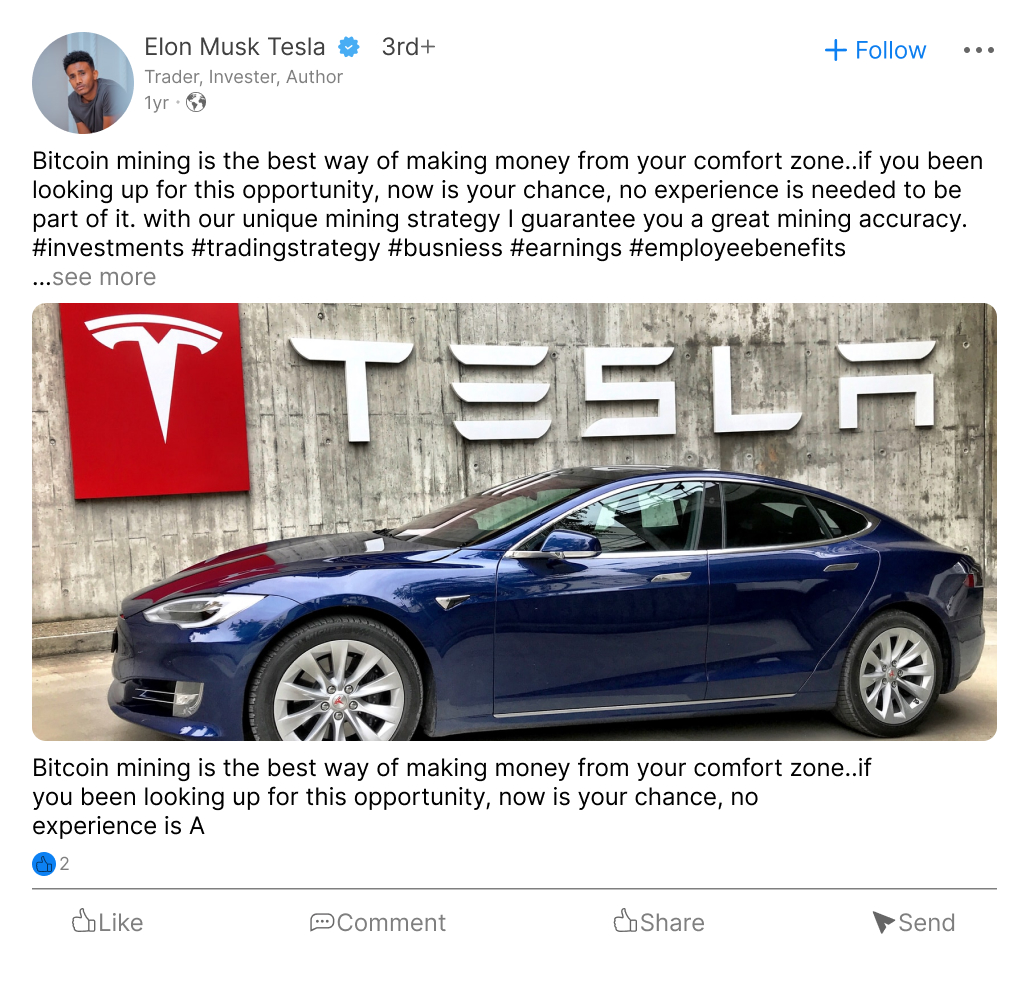 Elon Musk Tesla 3rd+
+ Follow
Trader, Invester, Author
1yr ·
Bitcoin mining is the best way of making money from your comfort zone..if you been
looking up for this opportunity, now is your chance, no experience is needed to be
part of it. with our unique mining strategy I guarantee you a great mining accuracy.
#investments #tradingstrategy #busniess #earnings #employeebenefits
...see more
TESLA
Bitcoin mining is the best way of making money from your comfort zone..if
you been looking up for this opportunity, now is your chance, no
experience is A
2
Like Comment Share Send